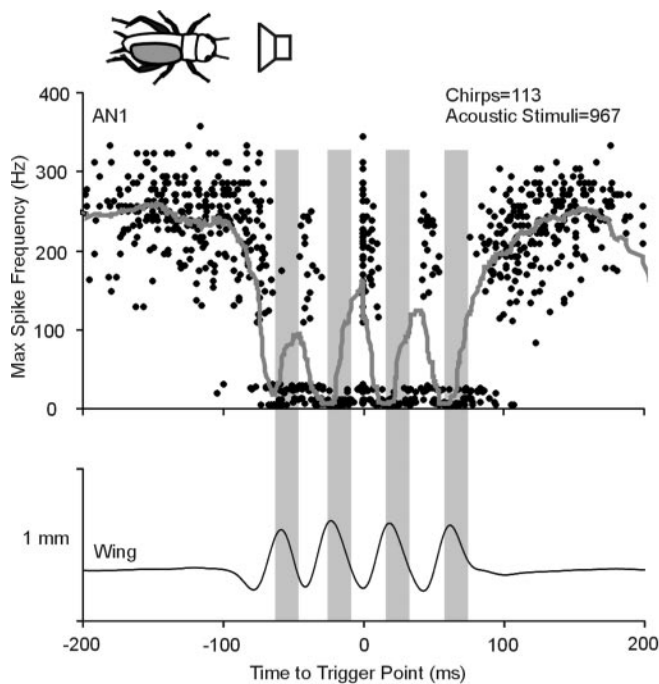 Chirps=113
Acoustic Stimuli=967
AN1
400
300
200
100
0
Max Spike Frequency (Hz)
1 mm
Wing
-200 -100 0 100 200
Time to Trigger Point (ms)